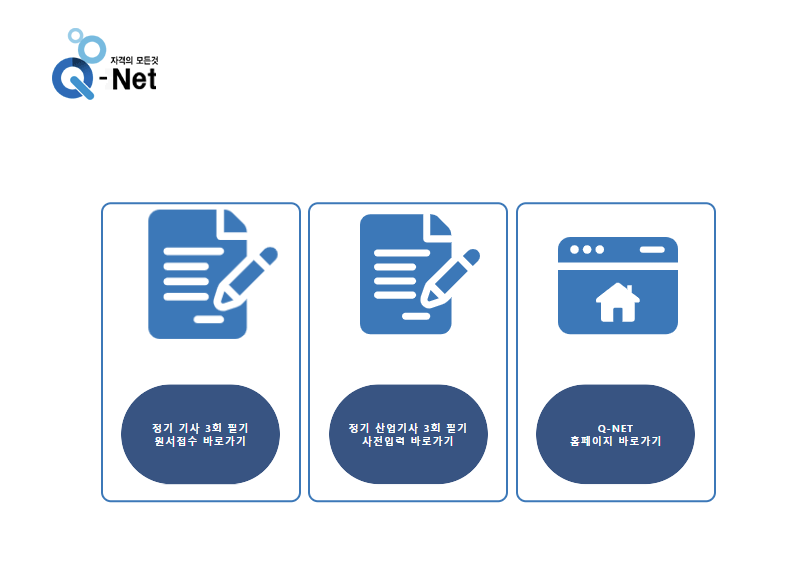 자격의 모든것
Q-Net
정기 기사 3회 필기
원서접수 바로가기
정기 산업기사 3회 필기
사전입력 바로가기
Q-NET
홈페이지 바로가기